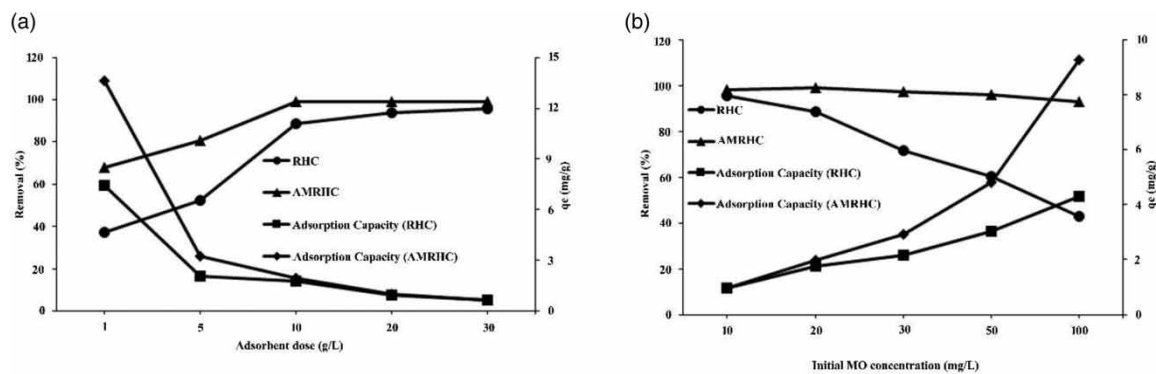 (a)
120
100
80
60
40
20
0
Removal (%)
15
12
9
6
3
0
qe (mg/g)
RHC
AMRHC
Adsorption Capacity (RHC)
Adsorption Capacity (AMRHC)
1 5 10 20 30
Adsorbent dose (g/L)
(b)
120
100
80
60
40
20
0
Removal (%)
10
8
6
4
2
0
qe (mg/g)
RHC
AMRHC
Adsorption Capacity (RHC)
Adsorption Capacity (AMRHC)
10 20 30 50 100
Initial MO concentration (mg/L)